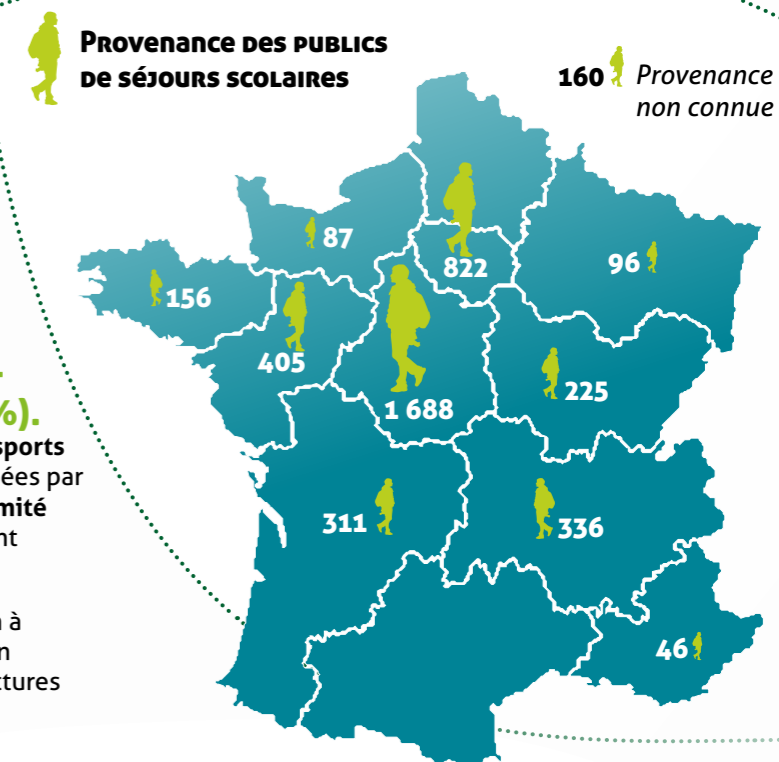 Provenance des publics
de séjours scolaires
160 Provenance
non connue
87
822
96
156
405
1 688
225
311
336
46
%).
sports
ées par
mité
nt
à
n
ctures